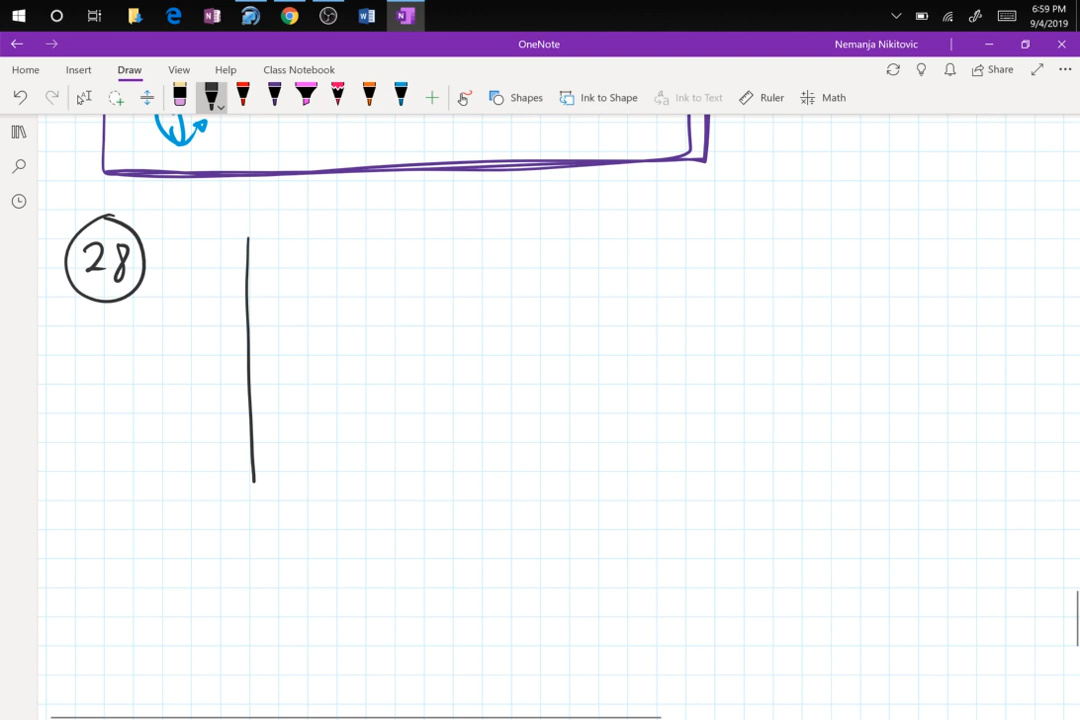 6:59 PM
9/4/2019
OneNote
Nemanja Nikitovic
Home Insert Draw View Help Class Notebook
Share
Shapes Ink to Shape Ink to Text Ruler Math
28